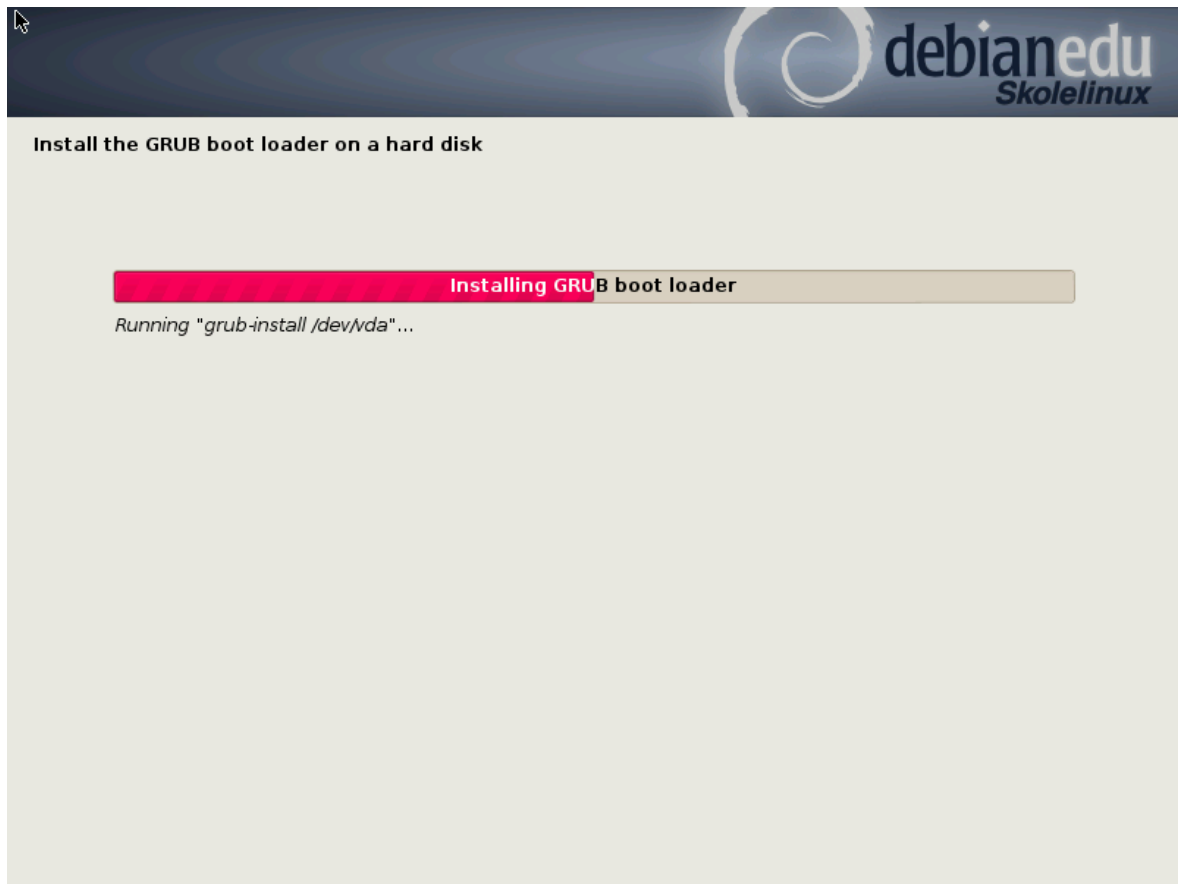 debianedu
Skolelinux
Install the GRUB boot loader on a hard disk
Installing GRUB boot loader
Running "grub-install /dev/vda"...